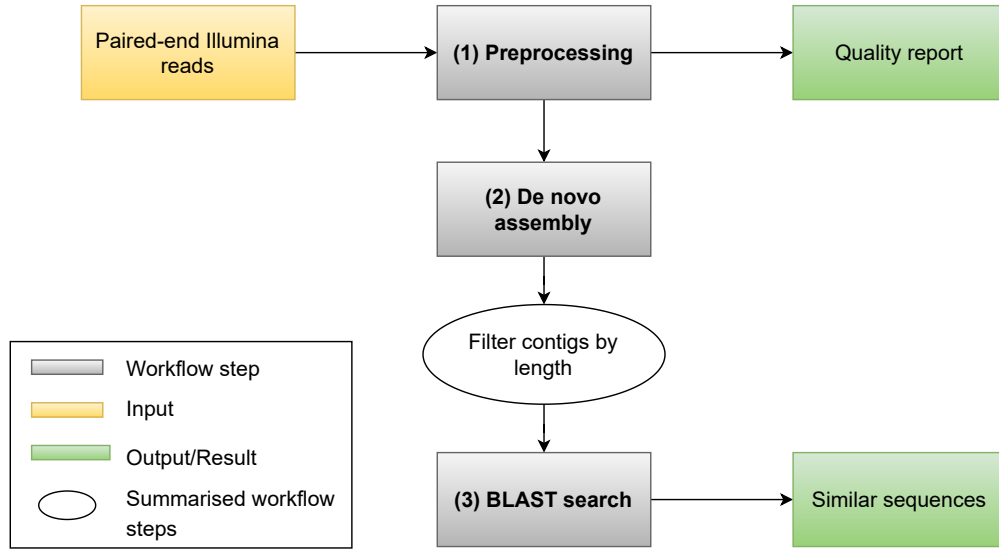 Paired-end Illumina
reads
(1) Preprocessing
Quality report
(2) De novo
assembly
Filter contigs by
length
(3) BLAST search
Similar sequences
Workflow step
Input
Output/Result
Summarised workflow
steps